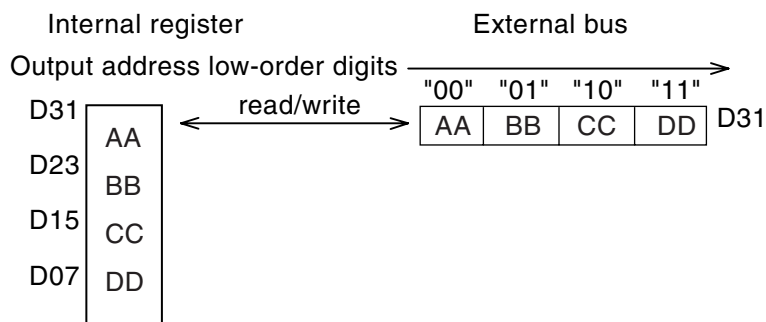 Internal register External bus
Output address low-order digits
"00" "01" "10" "11"
D31 read/write AA BB CC DD D31
AA
D23
BB
D15
CC
D07 DD